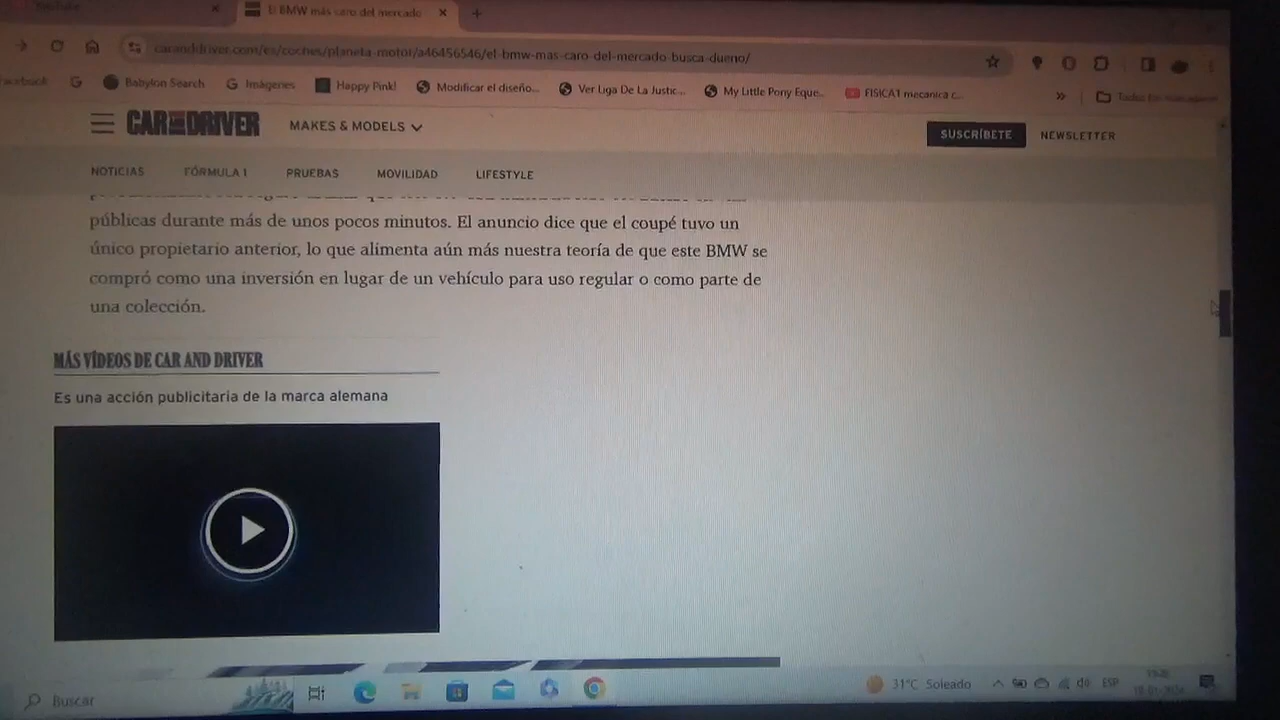 El BMW más caro del mercado
caranddriver.com/es/coches/planeta-motor/a46456546/el-bmw-mas-caro-del-mercado-busca-dueno/
Facebook
Babylon Search
Imágenes
Happy Pink!
Modificar el diseño...
Ver Liga De La Justic...
My Little Pony Eque...
FISICA1 mecanica c...
»
CAR AND DRIVER
MAKES & MODELS
SUSCRÍBETE
NEWSLETTER
NOTICIAS
FÓRMULA 1
PRUEBAS
MOVILIDAD
LIFESTYLE
públicas durante más de unos pocos minutos. El anuncio dice que el coupé tuvo un
único propietario anterior, lo que alimenta aún más nuestra teoría de que este BMW se
compró como una inversión en lugar de un vehículo para uso regular o como parte de
una colección.
MÁS VÍDEOS DE CAR AND DRIVER
Es una acción publicitaria de la marca alemana
Buscar
31°C Soleado
ESP